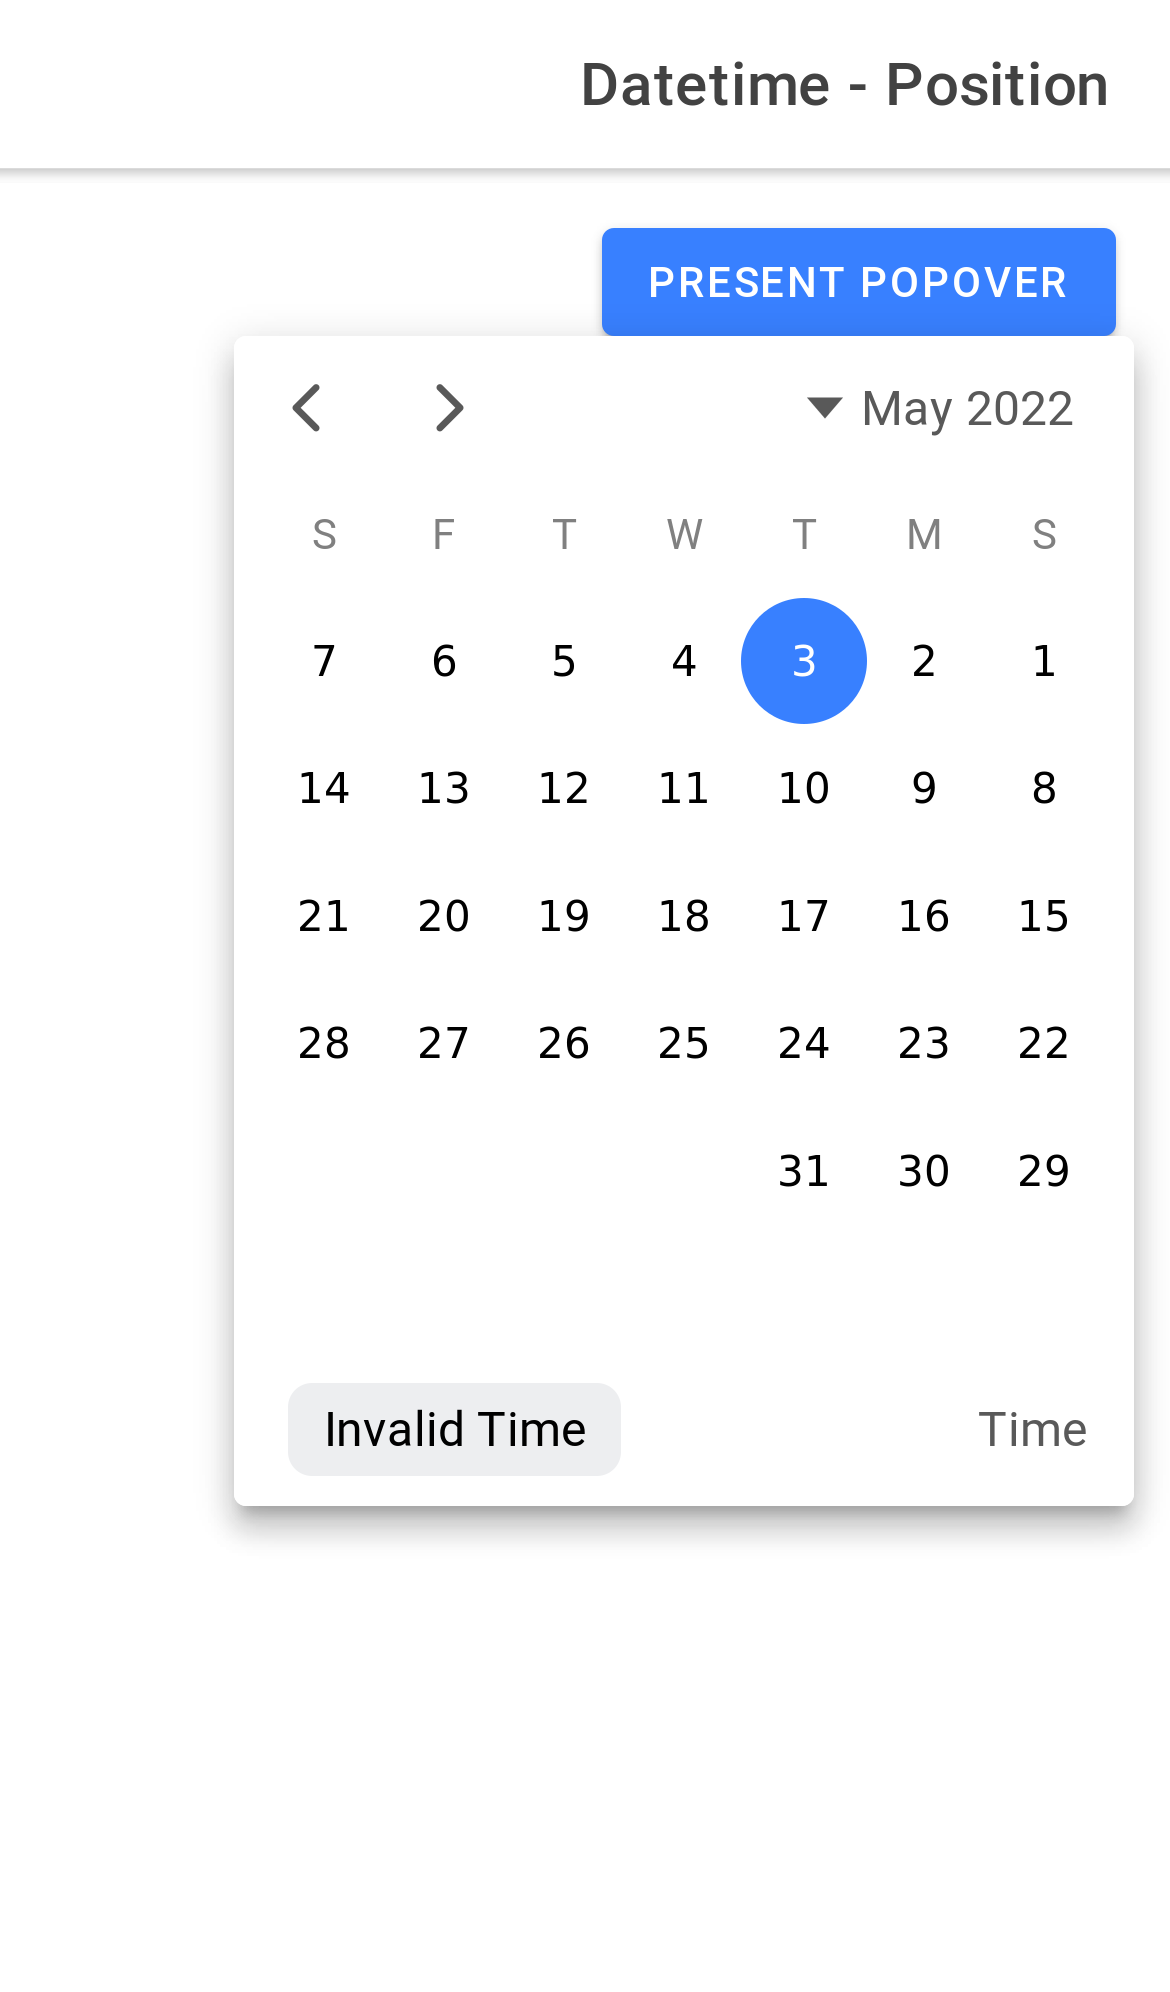 Datetime - Position
PRESENT POPOVER
May 2022
S F T W T M S
7 6 5 4 3 2 1
14 13 12 11 10 9 8
21 20 19 18 17 16 15
28 27 26 25 24 23 22
31 30 29
Invalid Time Time